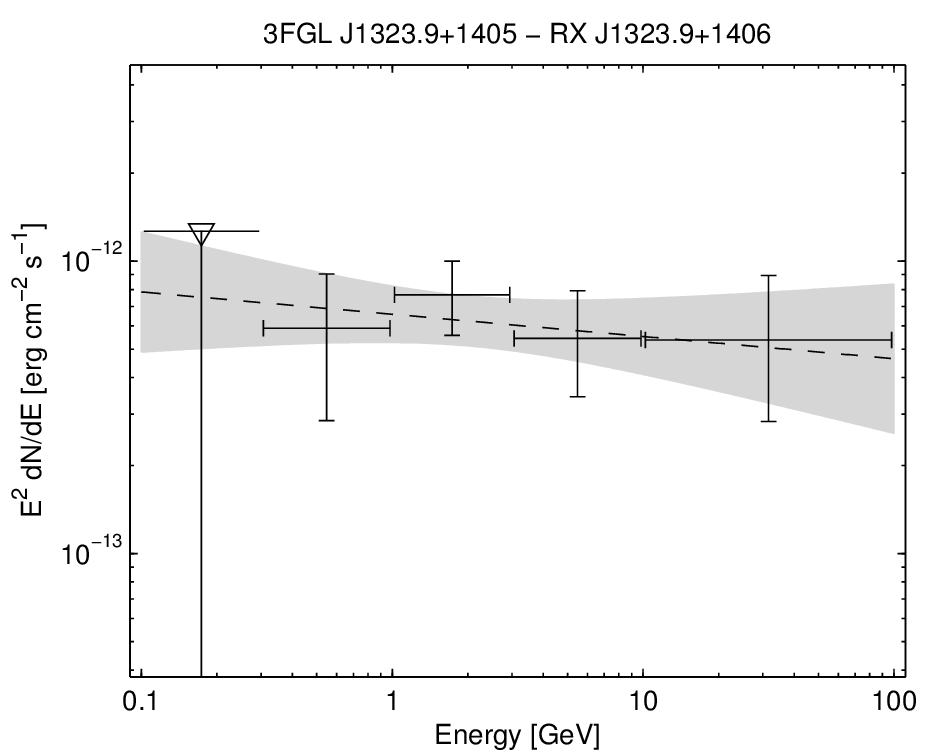 3FGL J1323.9+1405 − RX J1323.9+1406
E² dN/dE [erg cm⁻² s⁻¹]
10⁻¹²
10⁻¹³
0.1 1 10 100
Energy [GeV]